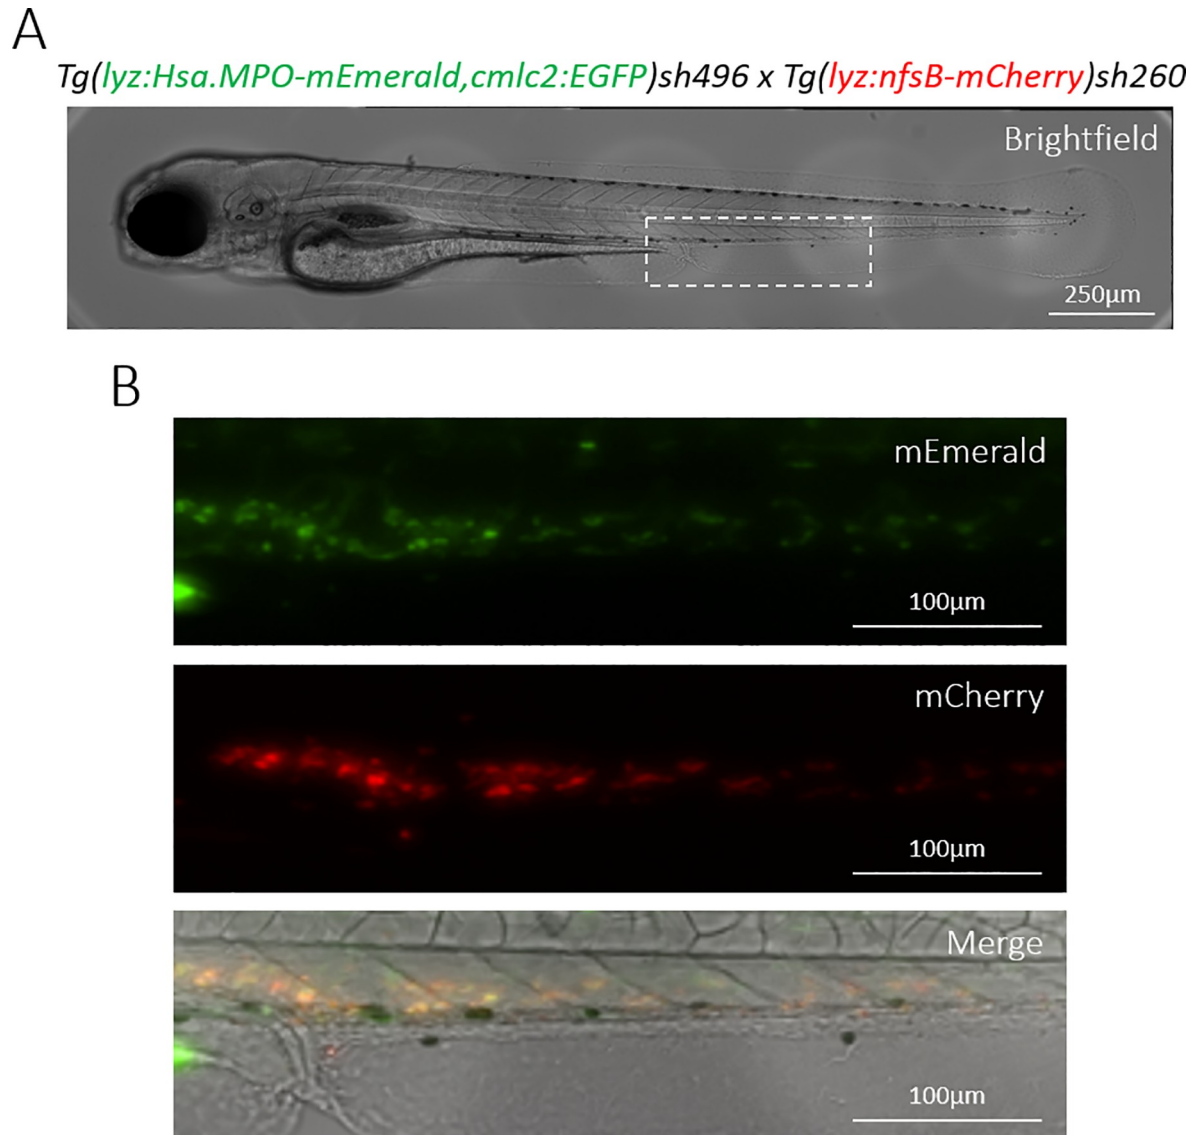 A
Tg(lyz:Hsa.MPO-mEmerald,cmlc2:EGFP)sh496 x Tg(lyz:nfsB-mCherry)sh260
Brightfield
250µm
B
mEmerald
100µm
mCherry
100µm
Merge
100µm